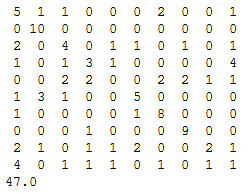 5 1 1 0 0 0 2 0 0 1
0 10 0 0 0 0 0 0 0 0
2 0 4 0 1 1 0 1 0 1
1 0 1 3 1 0 0 0 0 4
0 0 2 2 0 0 2 2 1 1
1 3 1 0 0 5 0 0 0 0
1 0 0 0 0 1 8 0 0 0
0 0 0 1 0 0 0 9 0 0
2 1 0 1 1 2 0 0 2 1
4 0 1 1 1 0 1 0 1 1
47.0